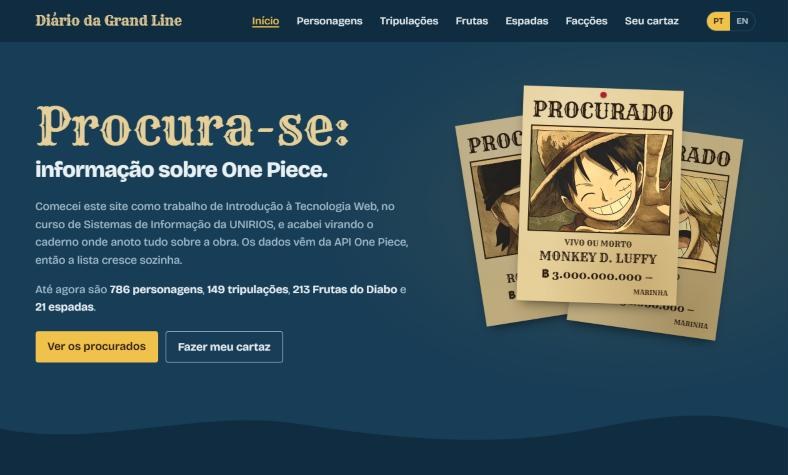 Diário da Grand Line
Início Personagens Tripulações Frutas Espadas Facções Seu cartaz PT EN
Procura-se:
informação sobre One Piece.
Comecei este site como trabalho de Introdução à Tecnologia Web, no
curso de Sistemas de Informação da UNIRIOS, e acabei virando o
caderno onde anoto tudo sobre a obra. Os dados vêm da API One Piece,
então a lista cresce sozinha.
Até agora são 786 personagens, 149 tripulações, 213 Frutas do Diabo e
21 espadas.
Ver os procurados Fazer meu cartaz
PROCURADO
VIVO OU MORTO
MONKEY D. LUFFY
฿ 3.000.000.000 —
MARINHA
MARINHA